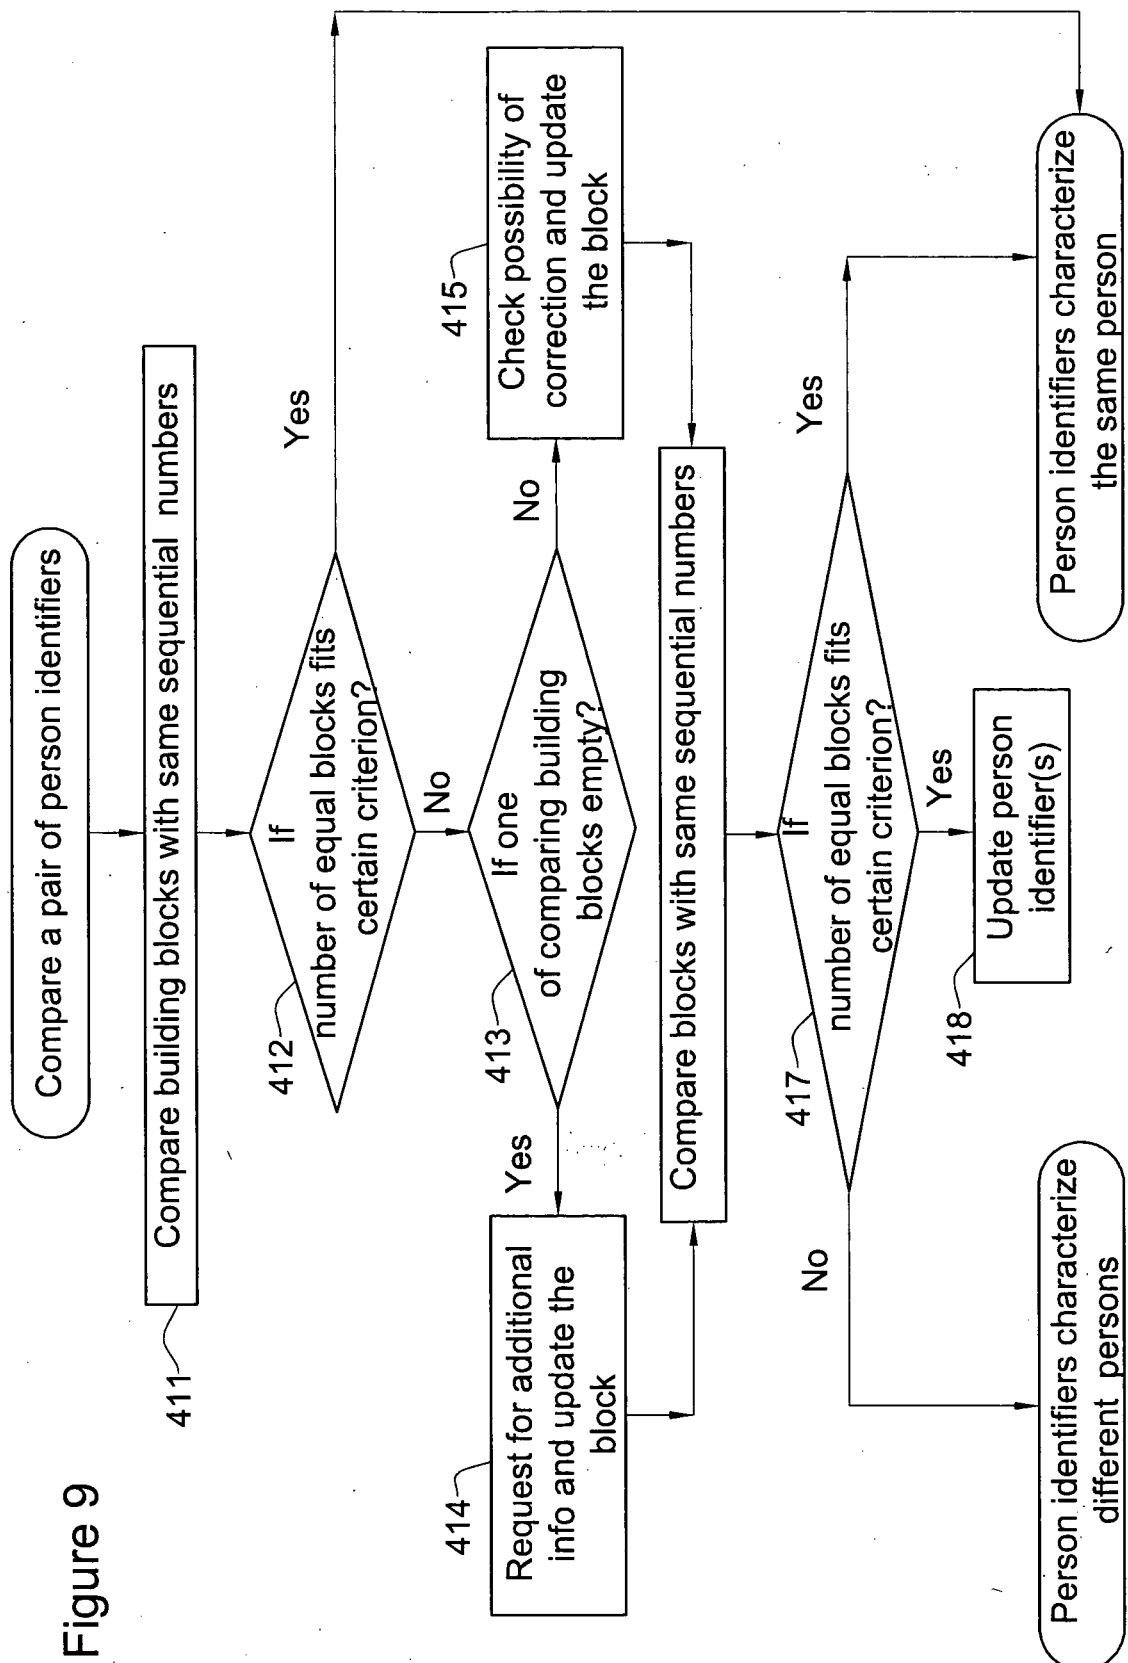 Figure 9
Compare a pair of person identifiers
411
Compare building blocks with same sequential numbers
412
If
number of equal blocks fits
certain criterion?
Yes
No
413
If one
of comparing building
blocks empty?
Yes
No
414
Request for additional
info and update the
block
415
Check possibility of
correction and update
the block
Compare blocks with same sequential numbers
417
If
number of equal blocks fits
certain criterion?
No
Yes
Yes
418
Update person
identifier(s)
Person identifiers characterize
different persons
Person identifiers characterize
the same person